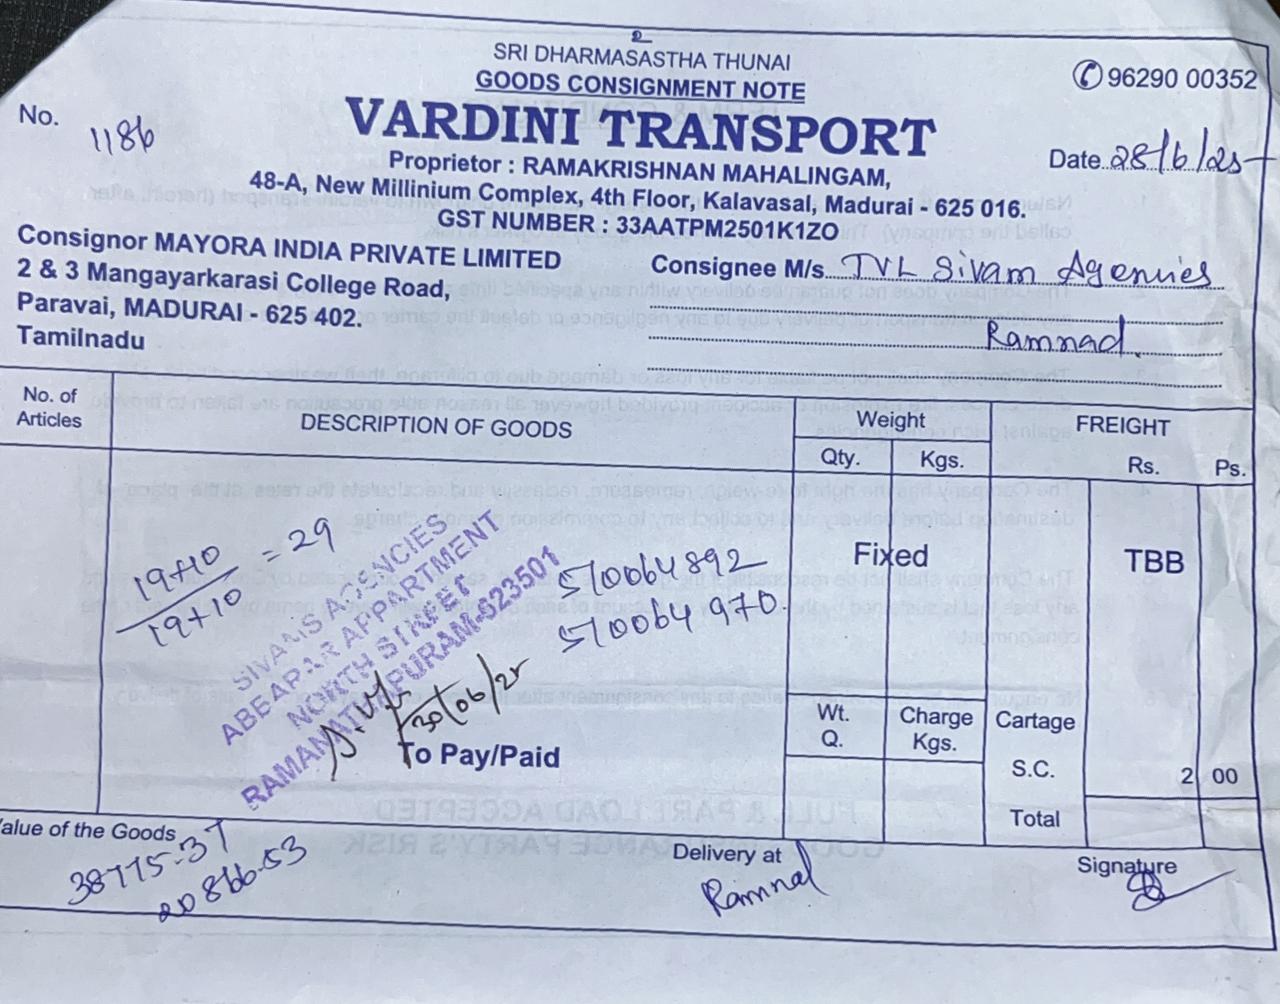 SRI DHARMASASTHA THUNAI
GOODS CONSIGNMENT NOTE
✆ 96290 00352
No. 1186
VARDINI TRANSPORT
Date 28/6/25
Proprietor : RAMAKRISHNAN MAHALINGAM,
48-A, New Millinium Complex, 4th Floor, Kalavasal, Madurai - 625 016.
GST NUMBER : 33AATPM2501K1ZO
Consignor MAYORA INDIA PRIVATE LIMITED
2 & 3 Mangayarkarasi College Road,
Paravai, MADURAI - 625 402.
Tamilnadu
Consignee M/s. TVL Sivam Agencies
Ramnad.
No. of Articles
DESCRIPTION OF GOODS
Weight
Qty. Kgs.
FREIGHT
Rs. Ps.
19+10 = 29
19+10
SIVAMS AGENCIES
ABEEAPAR APPARTMENT
NORTH STREET
RAMANATHAPURAM-623501
510064892
510064970
30/06/25
To Pay/Paid
Fixed
TBB
Wt. Q.
Charge Kgs.
Cartage
S.C. 2 00
Total
alue of the Goods
38775-37
20866-53
Delivery at
Ramnad
Signature